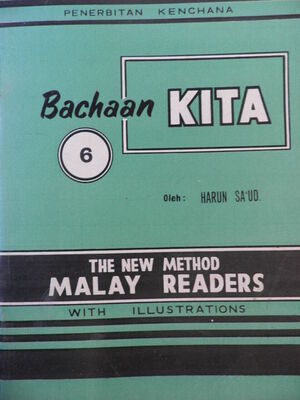 PENERBITAN KENCHANA
Bachaan KITA
6
Oleh: HARUN SA'UD.
THE NEW METHOD
MALAY READERS
WITH ILLUSTRATIONS